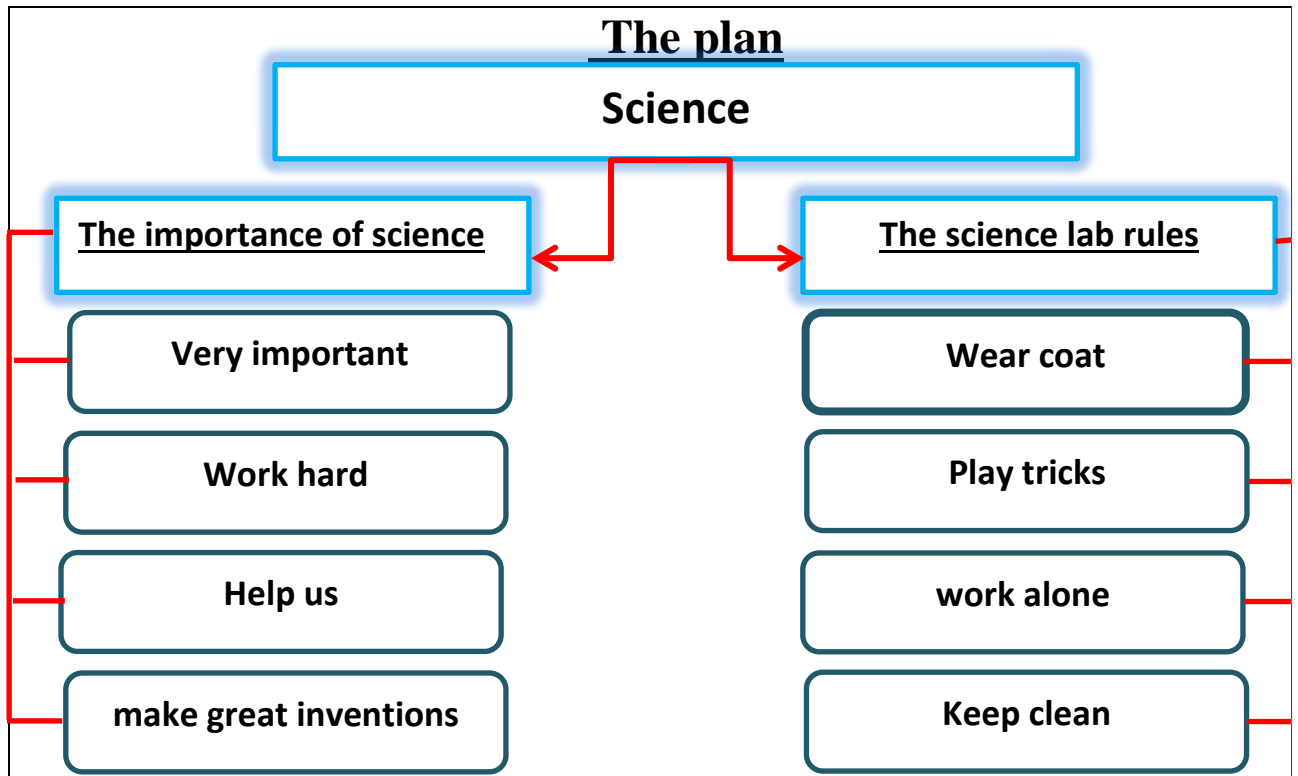 The plan
Science
The importance of science
Very important
Work hard
Help us
make great inventions
The science lab rules
Wear coat
Play tricks
work alone
Keep clean